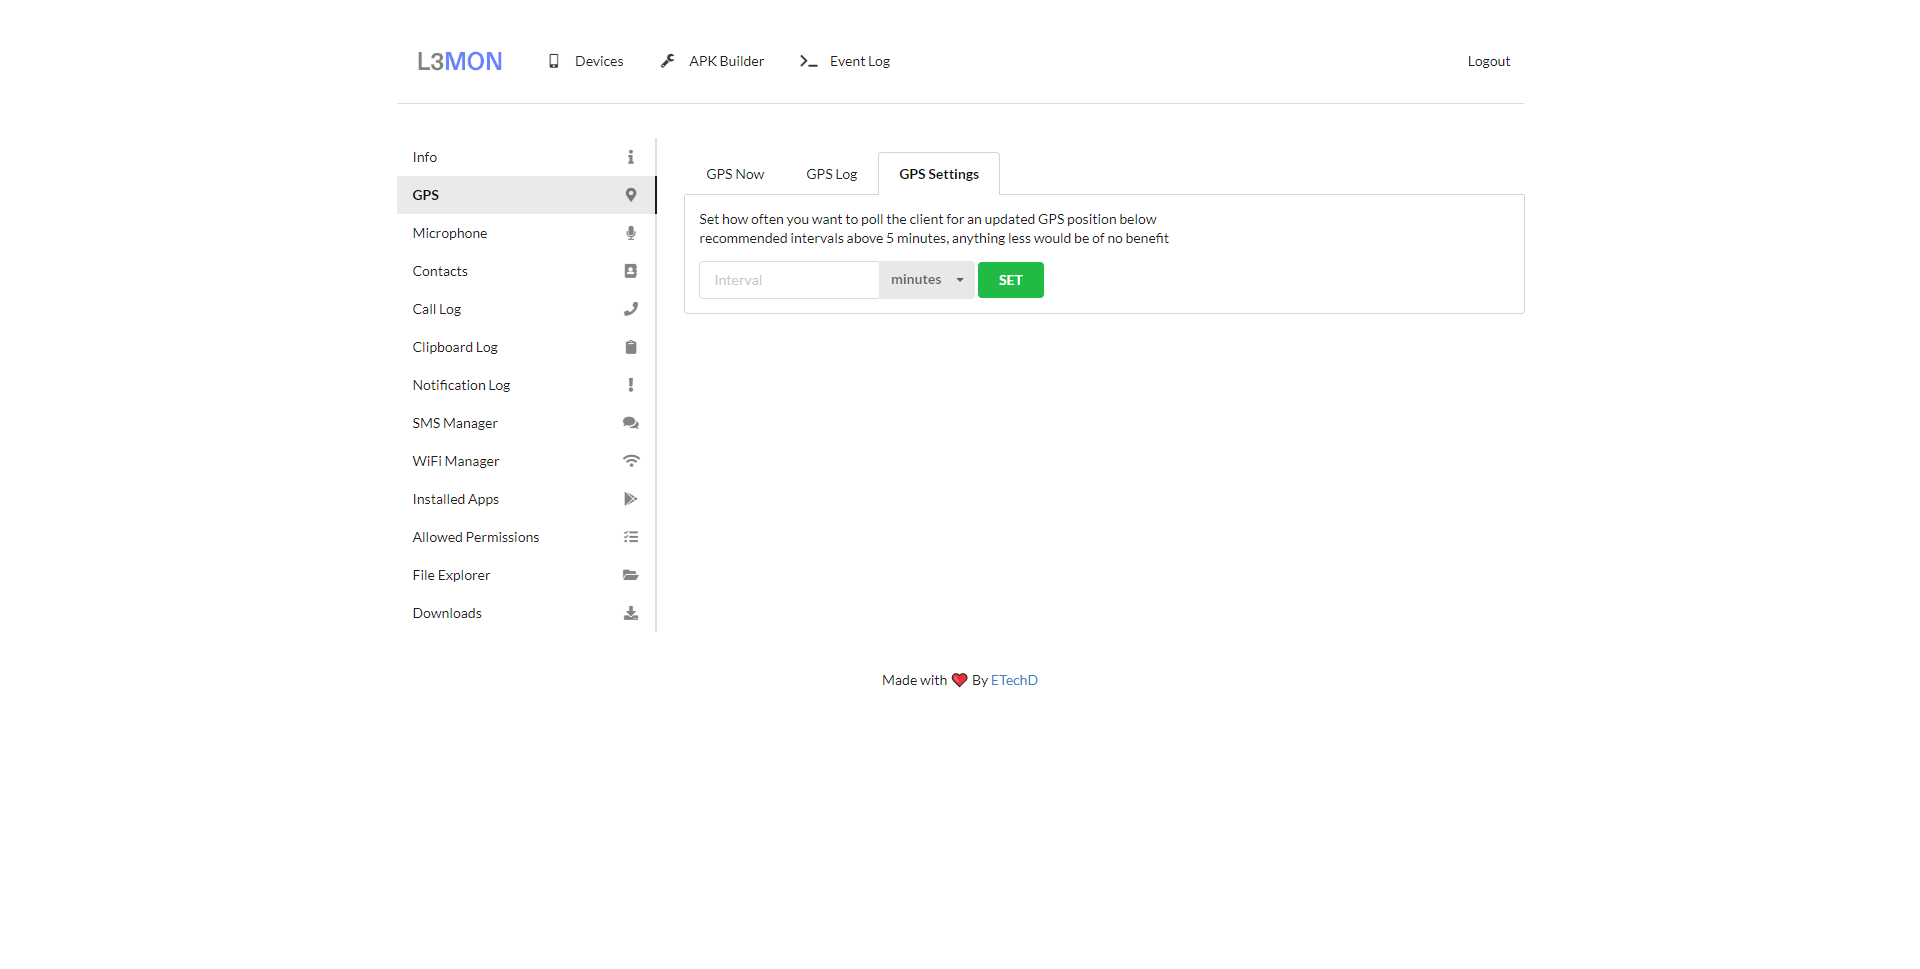 L3MON
Devices
APK Builder
Event Log
Logout
Info
GPS
Microphone
Contacts
Call Log
Clipboard Log
Notification Log
SMS Manager
WiFi Manager
Installed Apps
Allowed Permissions
File Explorer
Downloads
GPS Now
GPS Log
GPS Settings
Set how often you want to poll the client for an updated GPS position below
recommended intervals above 5 minutes, anything less would be of no benefit
Interval
minutes
SET
Made with ❤ By ETechD